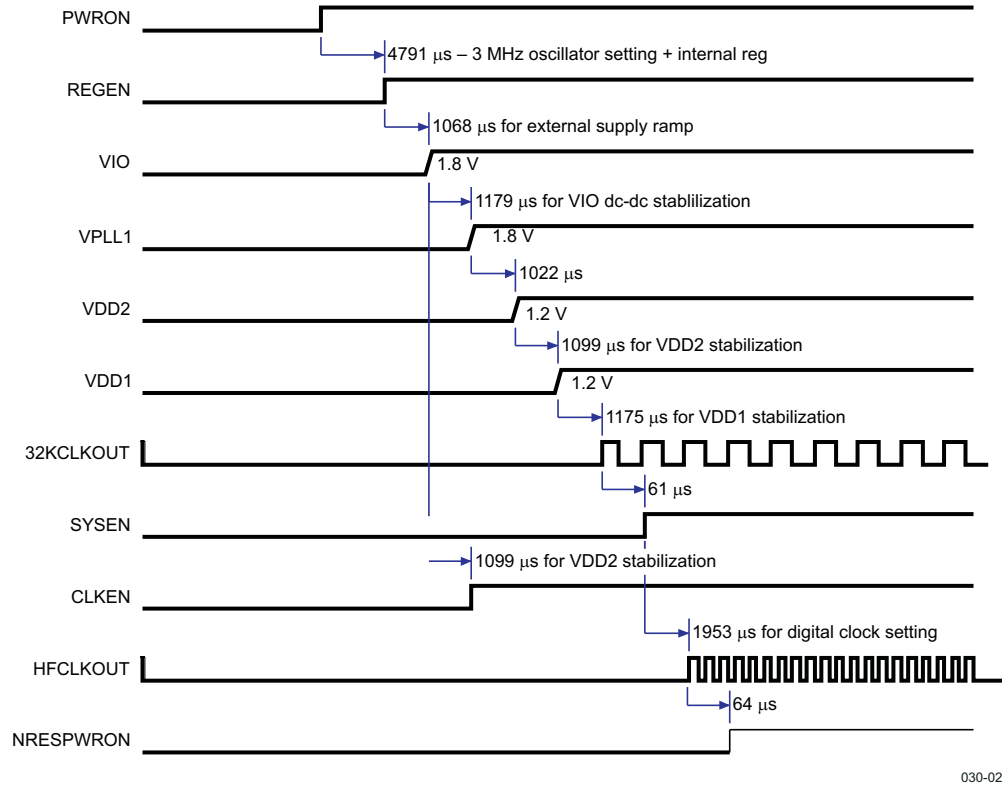 PWRON
4791 μs – 3 MHz oscillator setting + internal reg
REGEN
1068 μs for external supply ramp
VIO
1.8 V
1179 μs for VIO dc-dc stablilization
VPLL1
1.8 V
1022 μs
VDD2
1.2 V
1099 μs for VDD2 stabilization
VDD1
1.2 V
1175 μs for VDD1 stabilization
32KCLKOUT
61 μs
SYSEN
1099 μs for VDD2 stabilization
CLKEN
1953 μs for digital clock setting
HFCLKOUT
64 μs
NRESPWRON
030-02